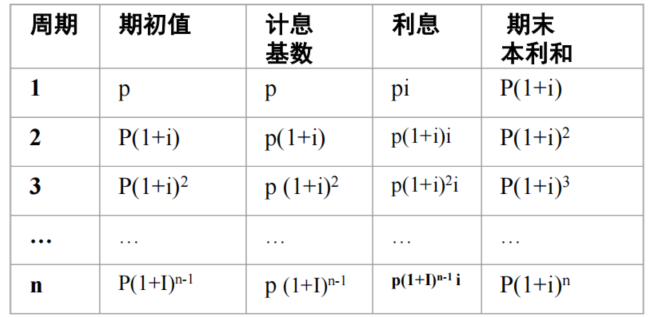 周期 期初值 计息基数 利息 期末本利和
1 p p pi P(1+i)
2 P(1+i) p(1+i) p(1+i)i P(1+i)²
3 P(1+i)² p (1+i)² p(1+i)²i P(1+i)³
… … … … …
n P(1+I)ⁿ⁻¹ p (1+I)ⁿ⁻¹ p(1+I)ⁿ⁻¹ i P(1+i)ⁿ